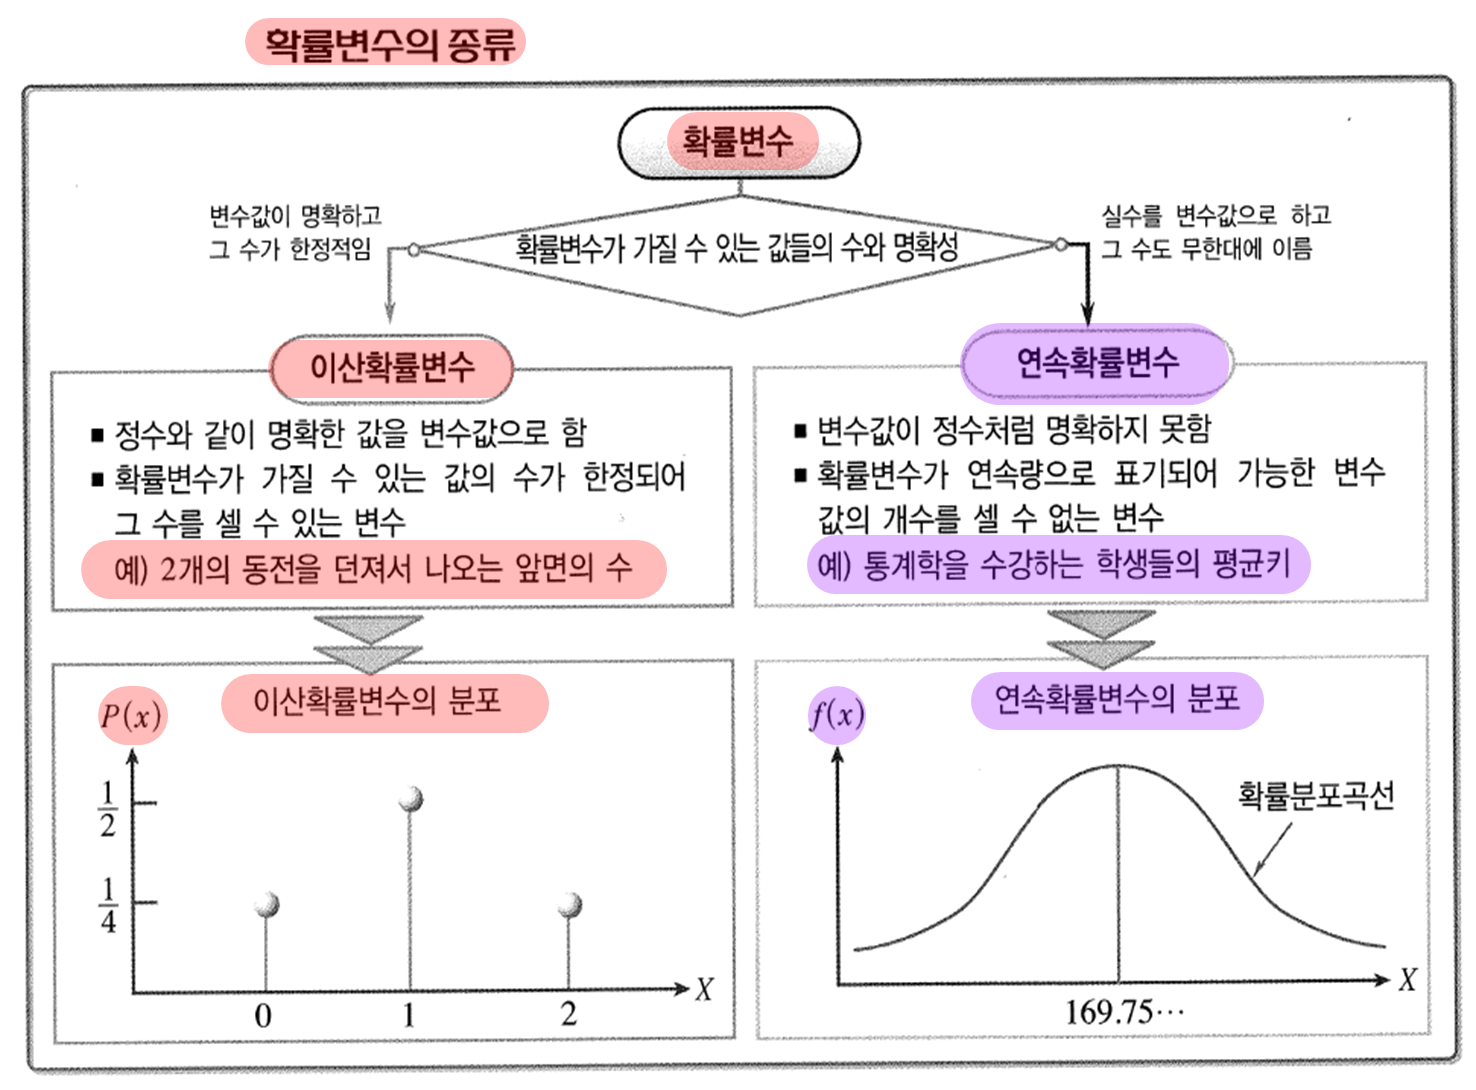 확률변수의 종류
확률변수
변수값이 명확하고
그 수가 한정적임
확률변수가 가질 수 있는 값들의 수와 명확성
실수를 변수값으로 하고
그 수도 무한대에 이름
이산확률변수
■ 정수와 같이 명확한 값을 변수값으로 함
■ 확률변수가 가질 수 있는 값의 수가 한정되어
그 수를 셀 수 있는 변수
예) 2개의 동전을 던져서 나오는 앞면의 수
연속확률변수
■ 변수값이 정수처럼 명확하지 못함
■ 확률변수가 연속량으로 표기되어 가능한 변수
값의 개수를 셀 수 없는 변수
예) 통계학을 수강하는 학생들의 평균키
이산확률변수의 분포
P(x)
1/2
1/4
0 1 2 X
연속확률변수의 분포
f(x)
확률분포곡선
X
169.75···